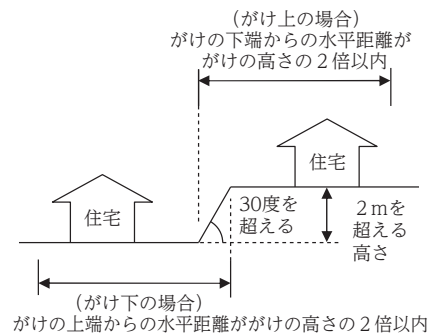 （がけ上の場合）
がけの下端からの水平距離が
がけの高さの２倍以内
住宅
住宅
30度を
超える
２ｍを
超える
高さ
（がけ下の場合）
がけの上端からの水平距離ががけの高さの２倍以内